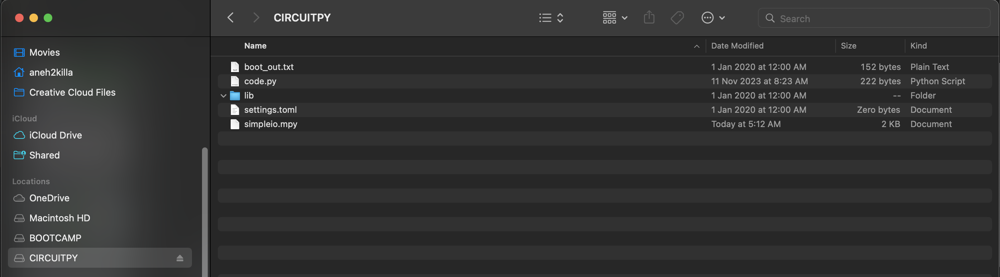 CIRCUITPY
Search
Movies
aneh2killa
Creative Cloud Files
iCloud
iCloud Drive
Shared
Locations
OneDrive
Macintosh HD
BOOTCAMP
CIRCUITPY
Name Date Modified Size Kind
boot_out.txt 1 Jan 2020 at 12:00 AM 152 bytes Plain Text
code.py 11 Nov 2023 at 8:23 AM 222 bytes Python Script
lib 1 Jan 2020 at 12:00 AM -- Folder
settings.toml 1 Jan 2020 at 12:00 AM Zero bytes Document
simpleio.mpy Today at 5:12 AM 2 KB Document